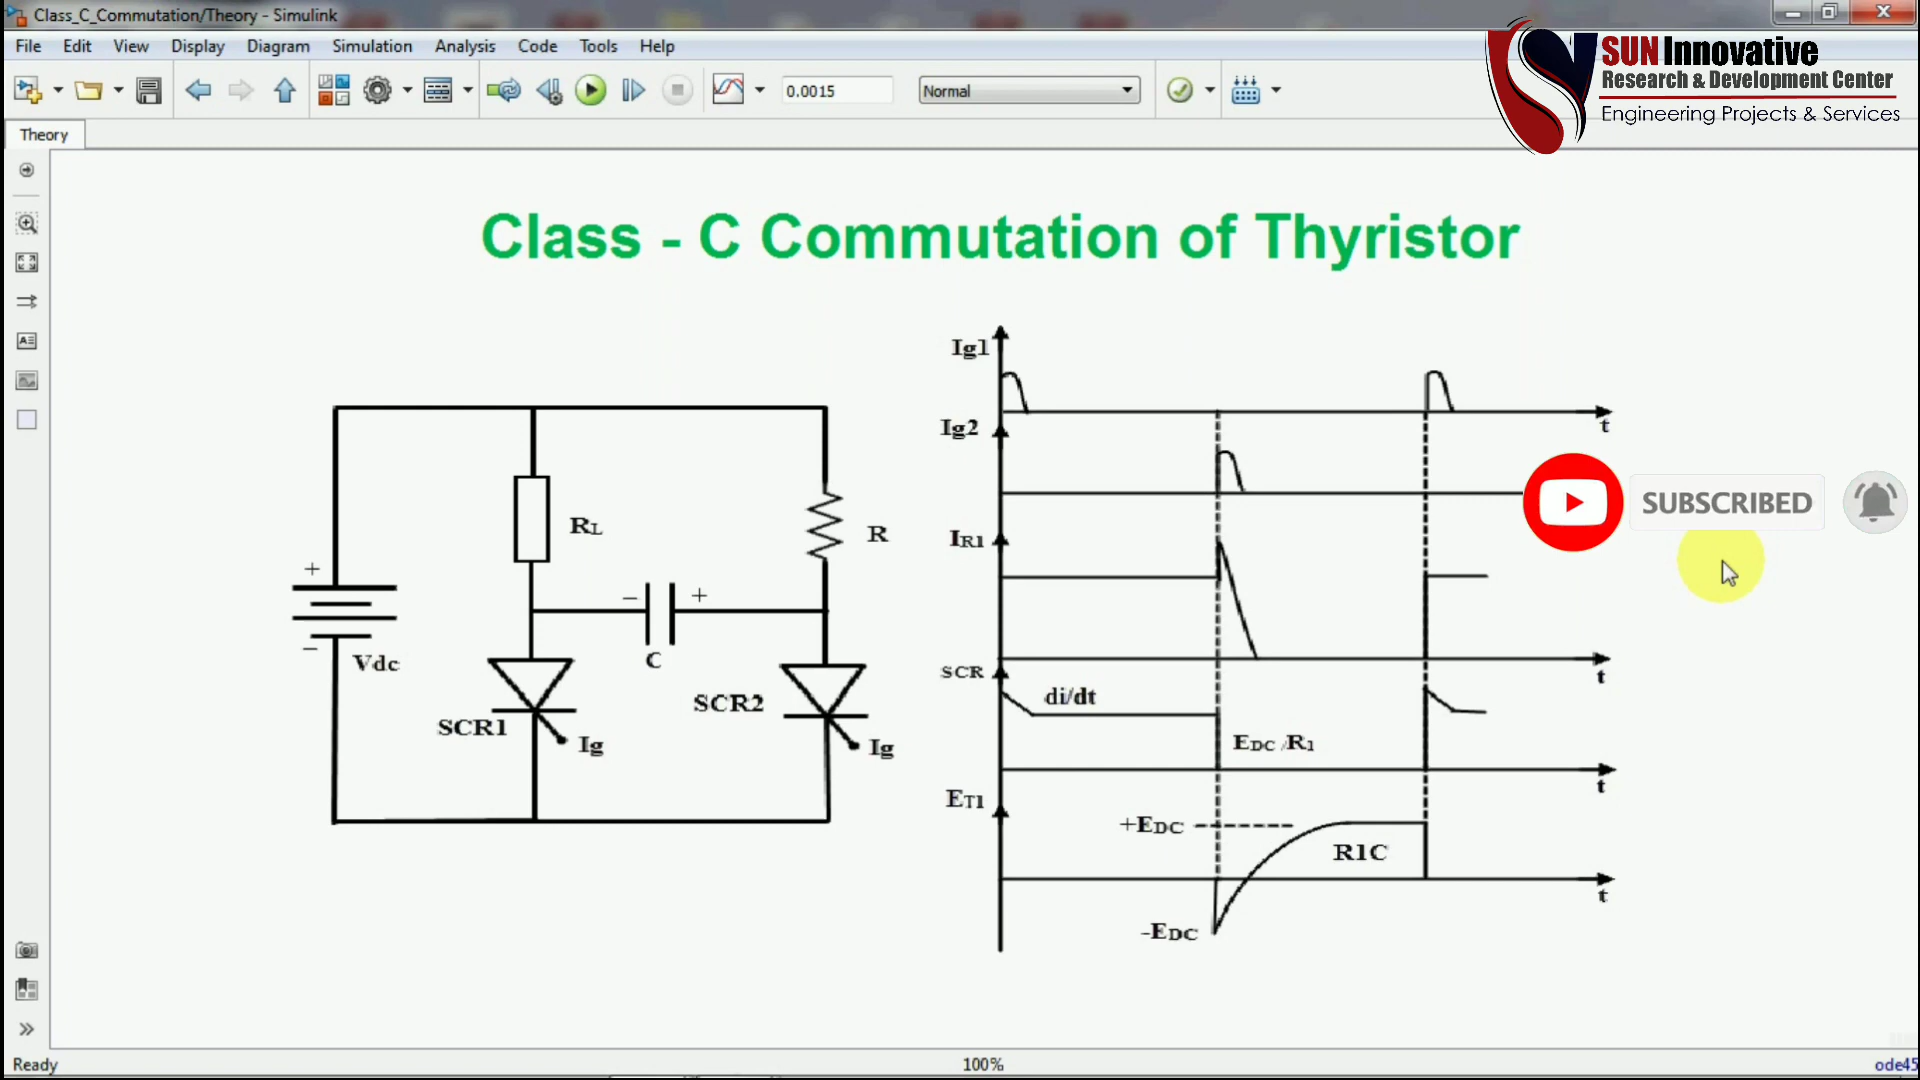 Class_C_Commutation/Theory - Simulink
File Edit View Display Diagram Simulation Analysis Code Tools Help
SUN Innovative
Research & Development Center
Engineering Projects & Services
0.0015
Normal
Theory
Class - C Commutation of Thyristor
Ig1
t
Ig2
SUBSCRIBED
RL
R
IR1
+
- +
C
-
Vdc
SCR
t
di/dt
SCR2
SCR1
Ig
Ig
EDC /R1
t
ET1
+EDC
R1C
t
-EDC
Ready
100%
ode45